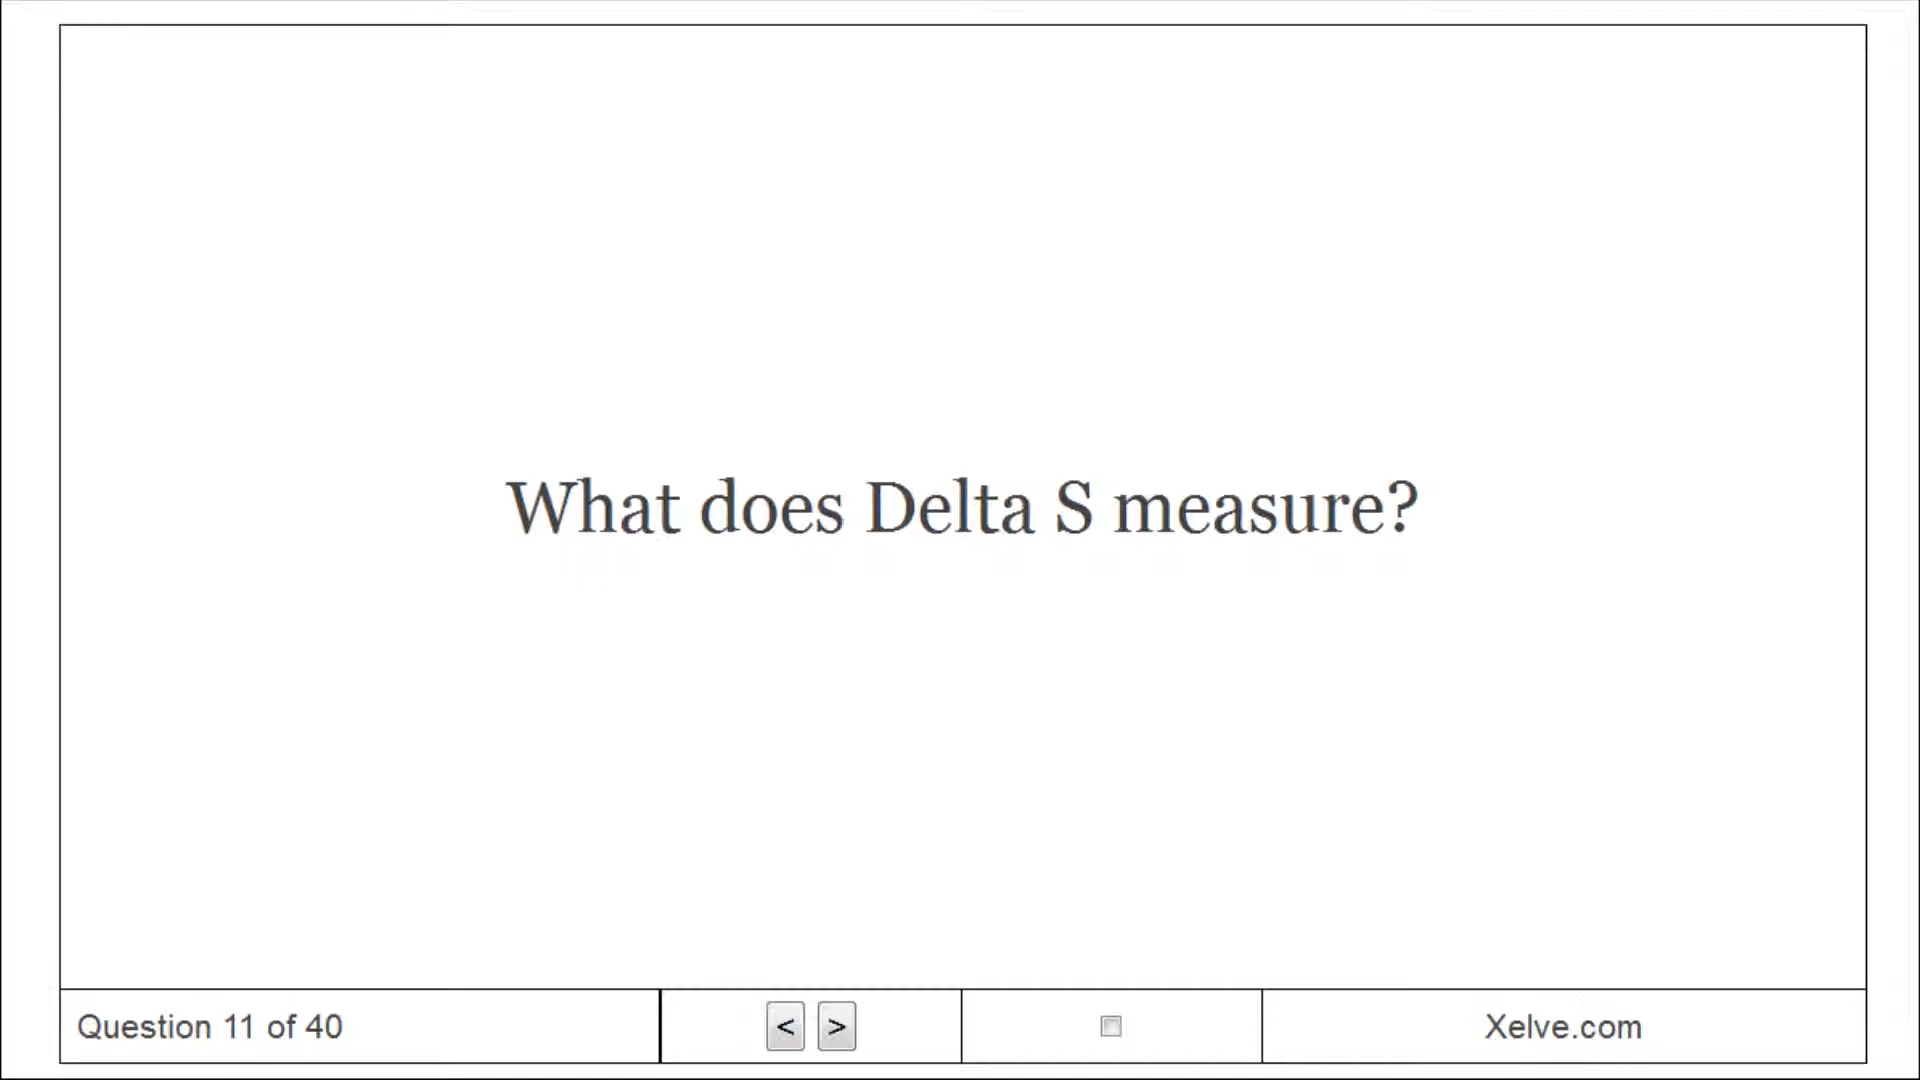 What does Delta S measure?
Question 11 of 40
< >
Xelve.com